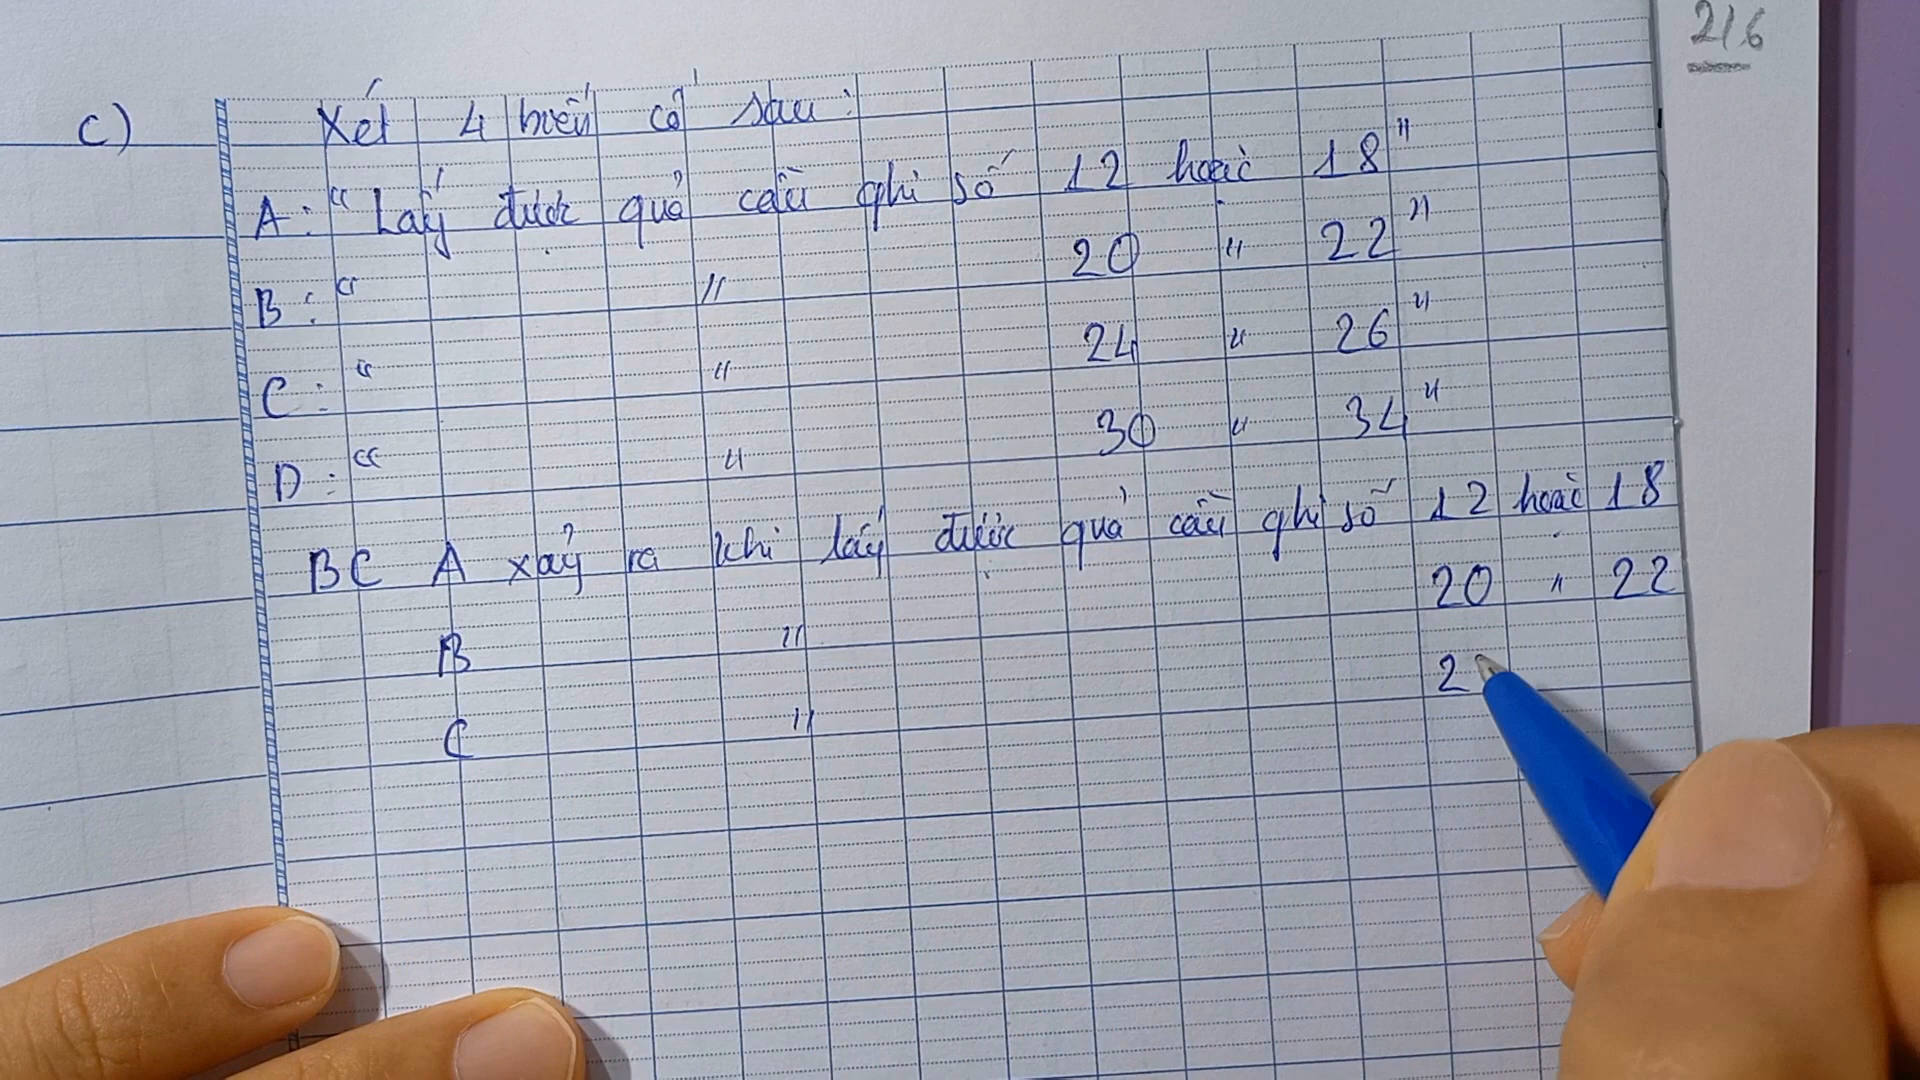 216
c) Xét 4 biến cố sau:
A: "Lấy được quả cầu ghi số 12 hoặc 18"
B: " " 20 " 22"
C: " " 24 " 26"
D: " " 30 " 34"
BC A xảy ra khi lấy được quả cầu ghi số 12 hoặc 18
B " 20 " 22
C " 2